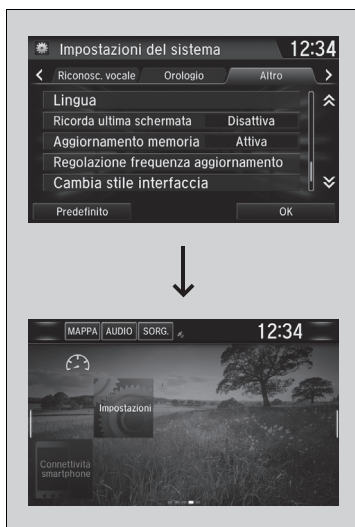 Impostazioni del sistema 12:34
Riconosc. vocale Orologio Altro
Lingua
Ricorda ultima schermata Disattiva
Aggiornamento memoria Attiva
Regolazione frequenza aggiornamento
Cambia stile interfaccia
Predefinito OK
MAPPA AUDIO SORG. 12:34
Impostazioni
Connettività
smartphone